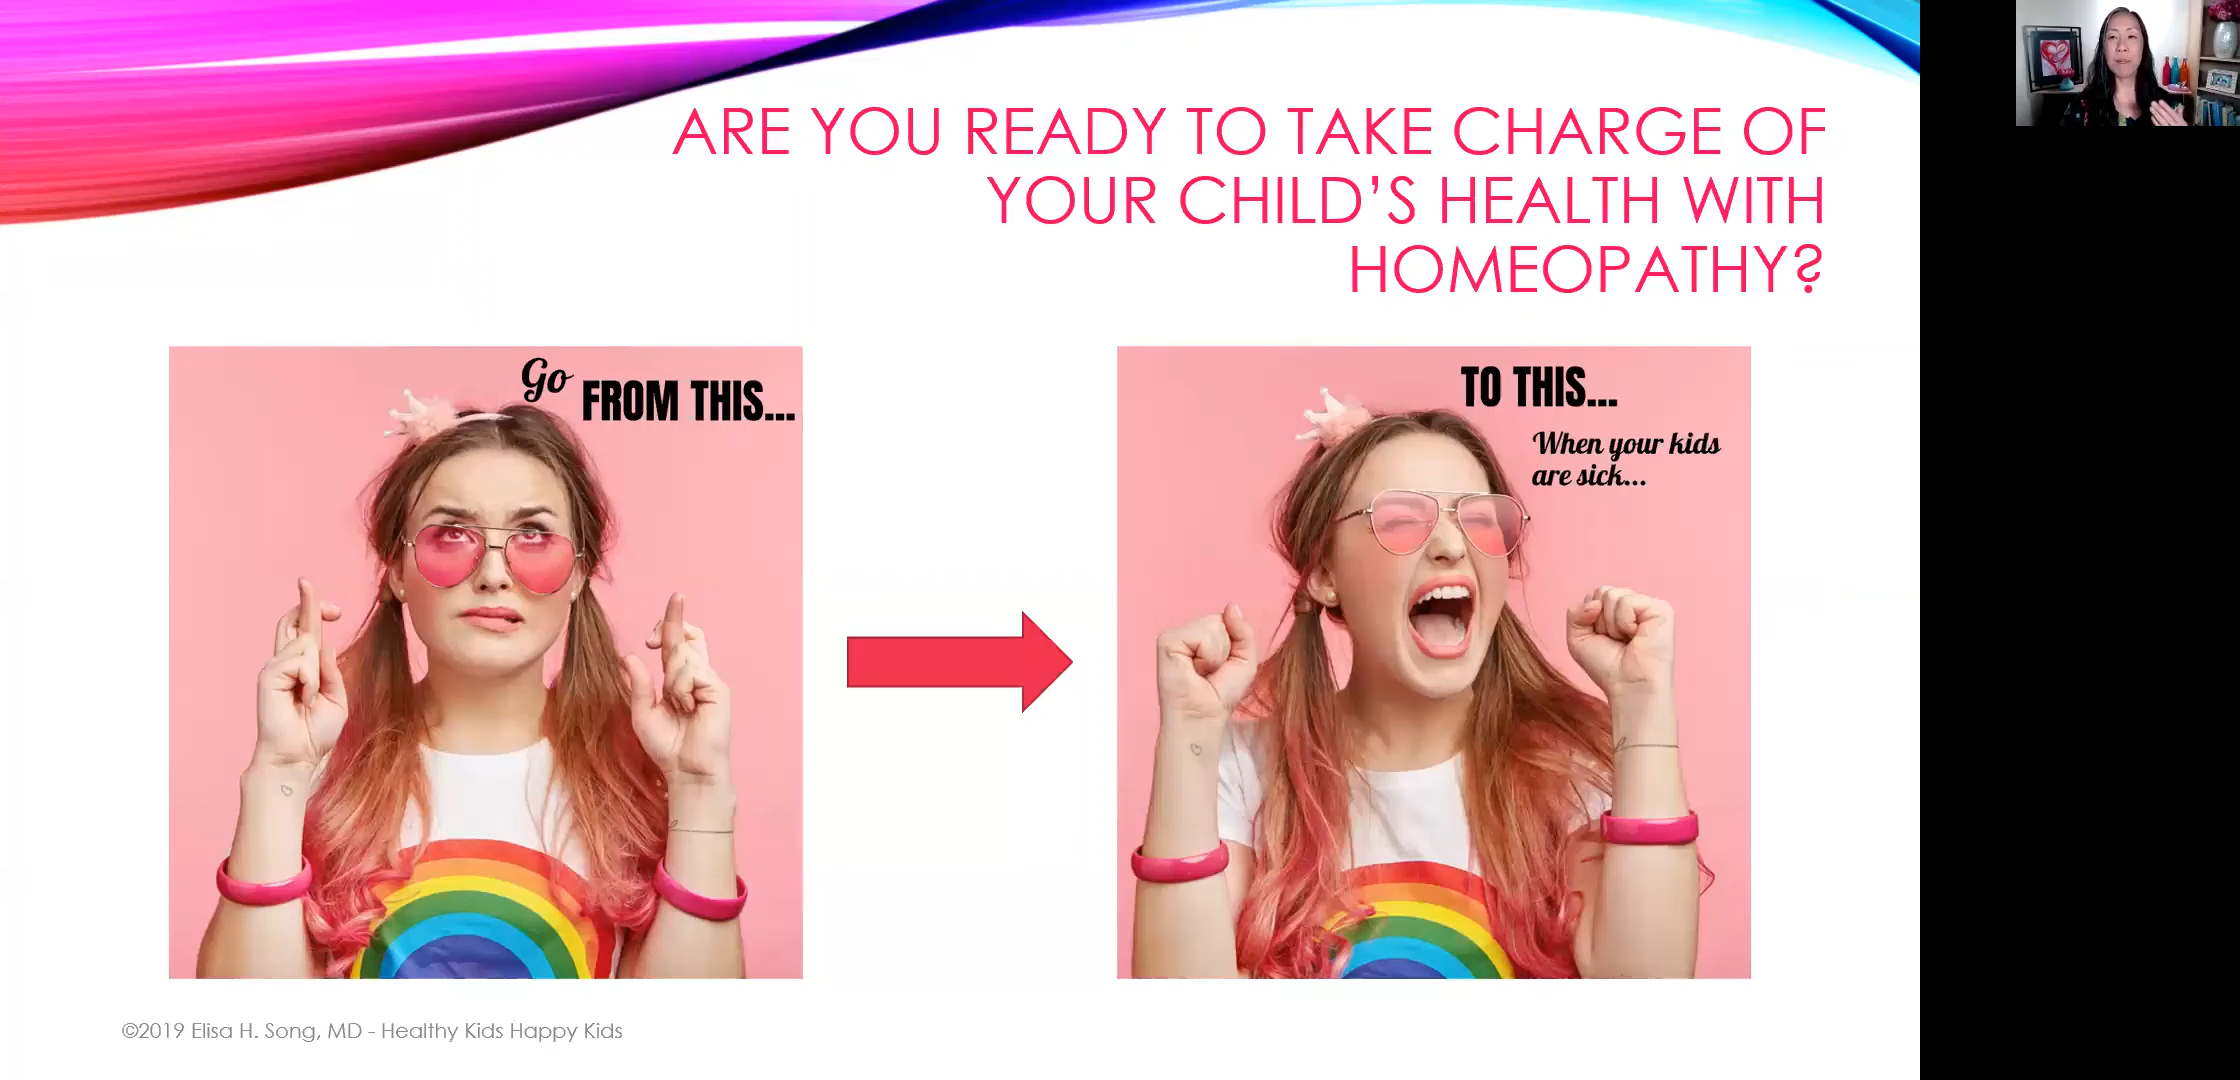 ARE YOU READY TO TAKE CHARGE OF
YOUR CHILD’S HEALTH WITH
HOMEOPATHY?
Go FROM THIS...
TO THIS...
When your kids
are sick...
©2019 Elisa H. Song, MD - Healthy Kids Happy Kids